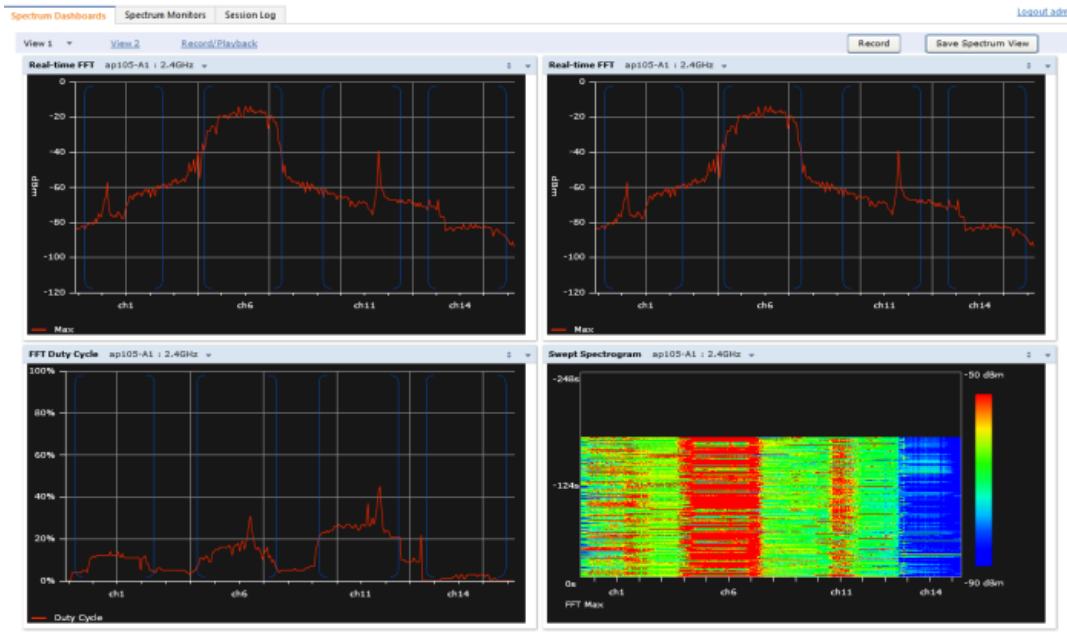 Spectrum Dashboards Spectrum Monitors Session Log
Logout adm
View 1 View 2 Record/Playback Record Save Spectrum View
Real-time FFT ap105-A1 : 2.4GHz
0
-20
-40
-60
-80
-100
-120
dBm
ch1 ch6 ch11 ch14
Max
Real-time FFT ap105-A1 : 2.4GHz
0
-20
-40
-60
-80
-100
-120
dBm
ch1 ch6 ch11 ch14
Max
FFT Duty Cycle ap105-A1 : 2.4GHz
100%
80%
60%
40%
20%
0%
ch1 ch6 ch11 ch14
Duty Cycle
Swept Spectrogram ap105-A1 : 2.4GHz
-248s
-124s
0s
-50 dBm
-90 dBm
ch1 ch6 ch11 ch14
FFT Max